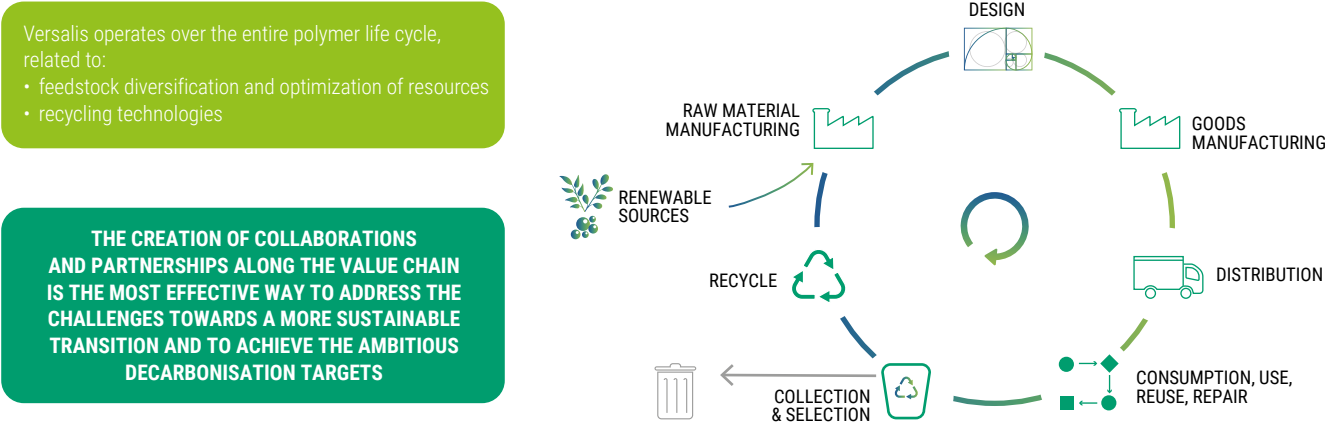 Versalis operates over the entire polymer life cycle,
related to:
• feedstock diversification and optimization of resources
• recycling technologies
THE CREATION OF COLLABORATIONS
AND PARTNERSHIPS ALONG THE VALUE CHAIN
IS THE MOST EFFECTIVE WAY TO ADDRESS THE
CHALLENGES TOWARDS A MORE SUSTAINABLE
TRANSITION AND TO ACHIEVE THE AMBITIOUS
DECARBONISATION TARGETS
DESIGN
RAW MATERIAL
MANUFACTURING
GOODS
MANUFACTURING
RENEWABLE
SOURCES
RECYCLE
DISTRIBUTION
COLLECTION
& SELECTION
CONSUMPTION, USE,
REUSE, REPAIR